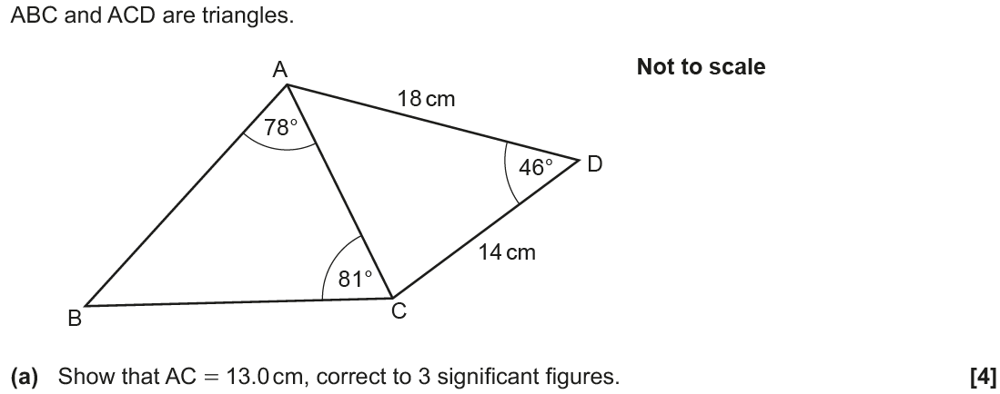 ABC and ACD are triangles.
Not to scale
A
18 cm
78°
46°
D
14 cm
81°
B
C
(a) Show that AC = 13.0 cm, correct to 3 significant figures. [4]